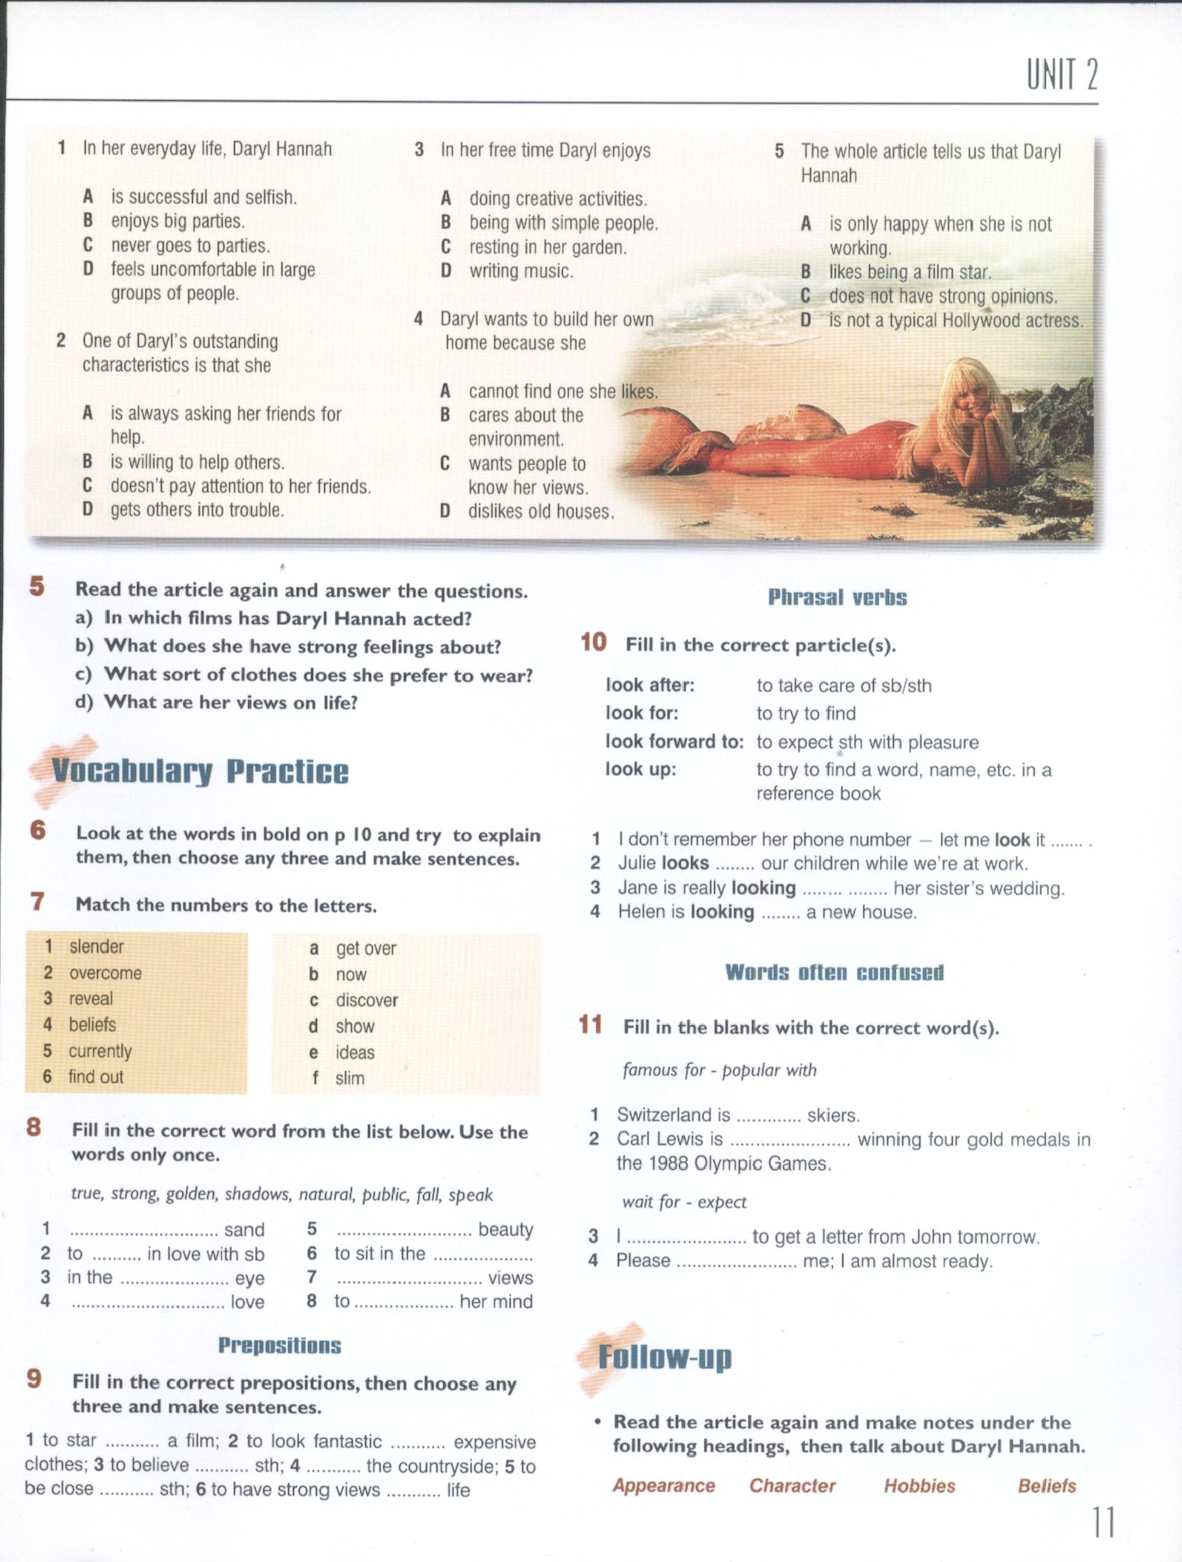 UNIT 2
1 In her everyday life, Daryl Hannah
A is successful and selfish.
B enjoys big parties.
C never goes to parties.
D feels uncomfortable in large
groups of people.
2 One of Daryl's outstanding
characteristics is that she
A is always asking her friends for
help.
B is willing to help others.
C doesn't pay attention to her friends.
D gets others into trouble.
3 In her free time Daryl enjoys
A doing creative activities.
B being with simple people.
C resting in her garden.
D writing music.
4 Daryl wants to build her own
home because she
A cannot find one she likes.
B cares about the
environment.
C wants people to
know her views.
D dislikes old houses.
5 The whole article tells us that Daryl
Hannah
A is only happy when she is not
working.
B likes being a film star.
C does not have strong opinions.
D is not a typical Hollywood actress.
5 Read the article again and answer the questions.
a) In which films has Daryl Hannah acted?
b) What does she have strong feelings about?
c) What sort of clothes does she prefer to wear?
d) What are her views on life?
Vocabulary Practice
6 Look at the words in bold on p 10 and try to explain
them, then choose any three and make sentences.
7 Match the numbers to the letters.
1 slender
2 overcome
3 reveal
4 beliefs
5 currently
6 find out
a get over
b now
c discover
d show
e ideas
f slim
8 Fill in the correct word from the list below. Use the
words only once.
true, strong, golden, shadows, natural, public, fall, speak
1 ............................. sand
2 to .......... in love with sb
3 in the ..................... eye
4 .............................. love
5 .......................... beauty
6 to sit in the ...................
7 ............................ views
8 to ................... her mind
Prepositions
9 Fill in the correct prepositions, then choose any
three and make sentences.
1 to star ........... a film; 2 to look fantastic ........... expensive
clothes; 3 to believe ........... sth; 4 ........... the countryside; 5 to
be close ........... sth; 6 to have strong views ........... life
Phrasal verbs
10 Fill in the correct particle(s).
look after: to take care of sb/sth
look for: to try to find
look forward to: to expect sth with pleasure
look up: to try to find a word, name, etc. in a
reference book
1 I don't remember her phone number – let me look it ....... .
2 Julie looks ........ our children while we're at work.
3 Jane is really looking ........ ........ her sister's wedding.
4 Helen is looking ........ a new house.
Words often confused
11 Fill in the blanks with the correct word(s).
famous for - popular with
1 Switzerland is ............. skiers.
2 Carl Lewis is ........................ winning four gold medals in
the 1988 Olympic Games.
wait for - expect
3 I ........................ to get a letter from John tomorrow.
4 Please ........................ me; I am almost ready.
Follow-up
• Read the article again and make notes under the
following headings, then talk about Daryl Hannah.
Appearance Character Hobbies Beliefs
11